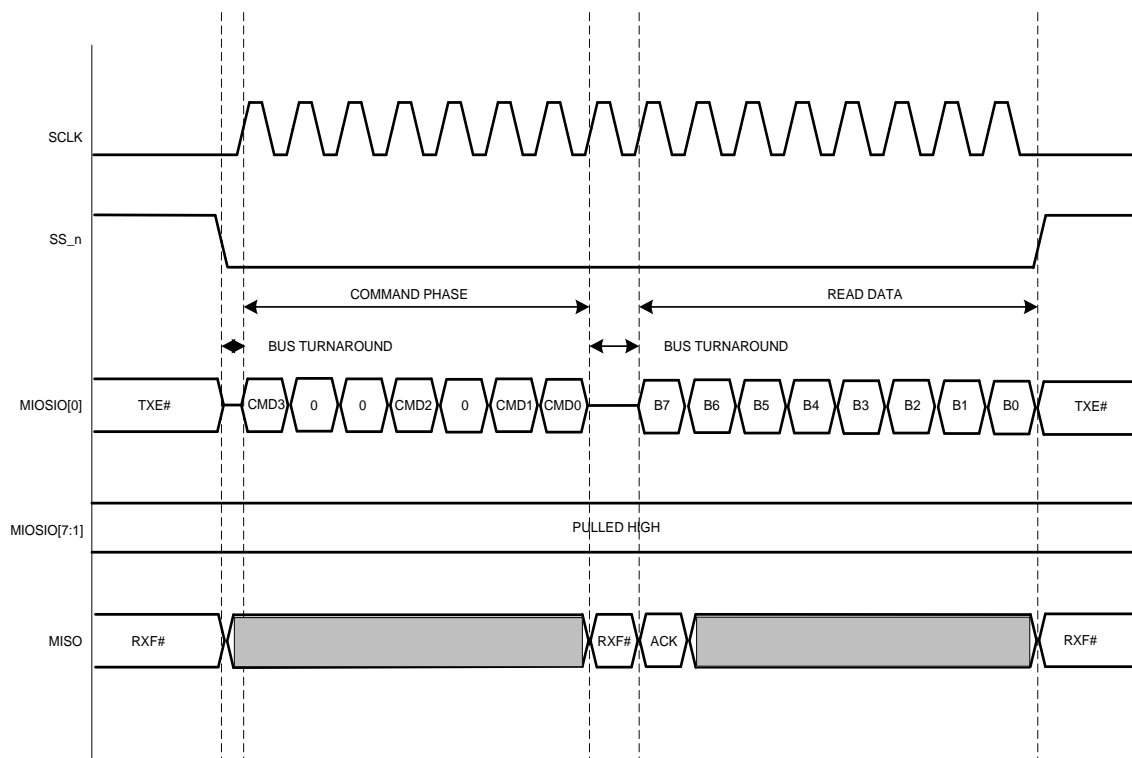 SCLK
SS_n
COMMAND PHASE READ DATA
BUS TURNAROUND BUS TURNAROUND
MIOSIO[0] TXE# CMD3 0 0 CMD2 0 CMD1 CMD0 B7 B6 B5 B4 B3 B2 B1 B0 TXE#
MIOSIO[7:1] PULLED HIGH
MISO RXF# RXF# ACK RXF#